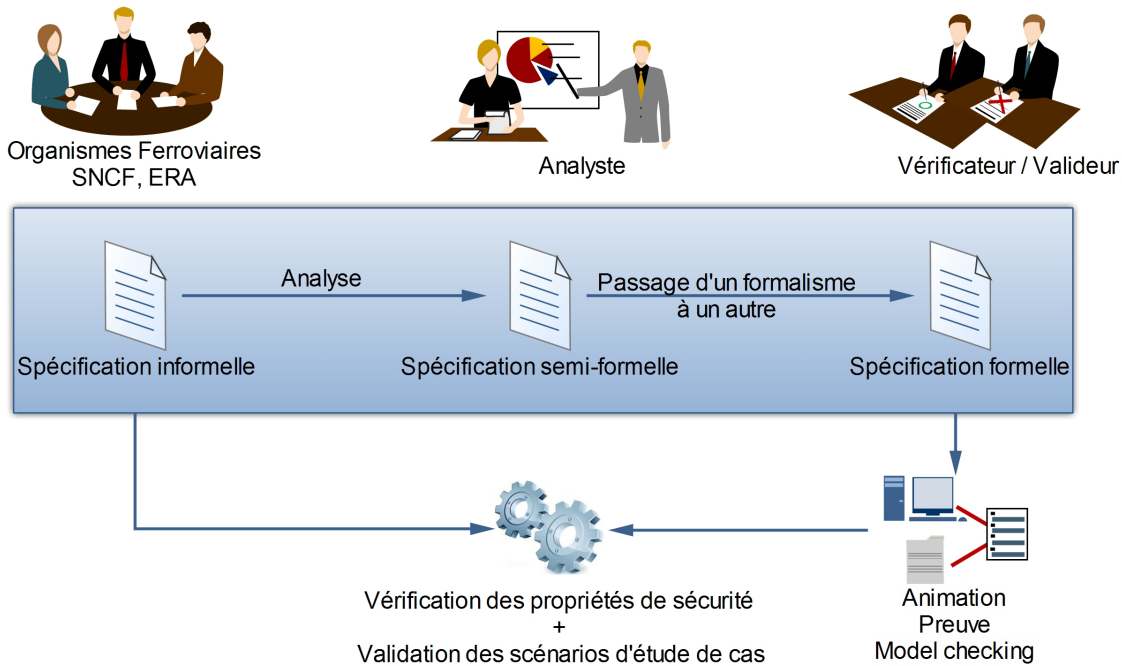 Organismes Ferroviaires
SNCF, ERA
Analyste
Vérificateur / Valideur
Analyse
Passage d'un formalisme
à un autre
Spécification informelle
Spécification semi-formelle
Spécification formelle
Vérification des propriétés de sécurité
+
Validation des scénarios d'étude de cas
Animation
Preuve
Model checking